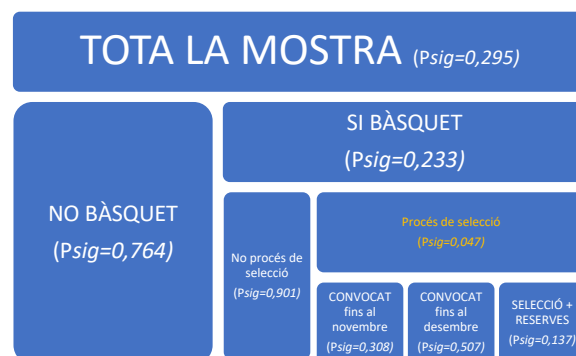 TOTA LA MOSTRA (Psig=0,295)
NO BÀSQUET
(Psig=0,764)
SI BÀSQUET
(Psig=0,233)
No procés de
selecció
(Psig=0,901)
Procés de selecció
(Psig=0,047)
CONVOCAT
fins al
novembre
(Psig=0,308)
CONVOCAT
fins al
desembre
(Psig=0,507)
SELECCIÓ +
RESERVES
(Psig=0,137)